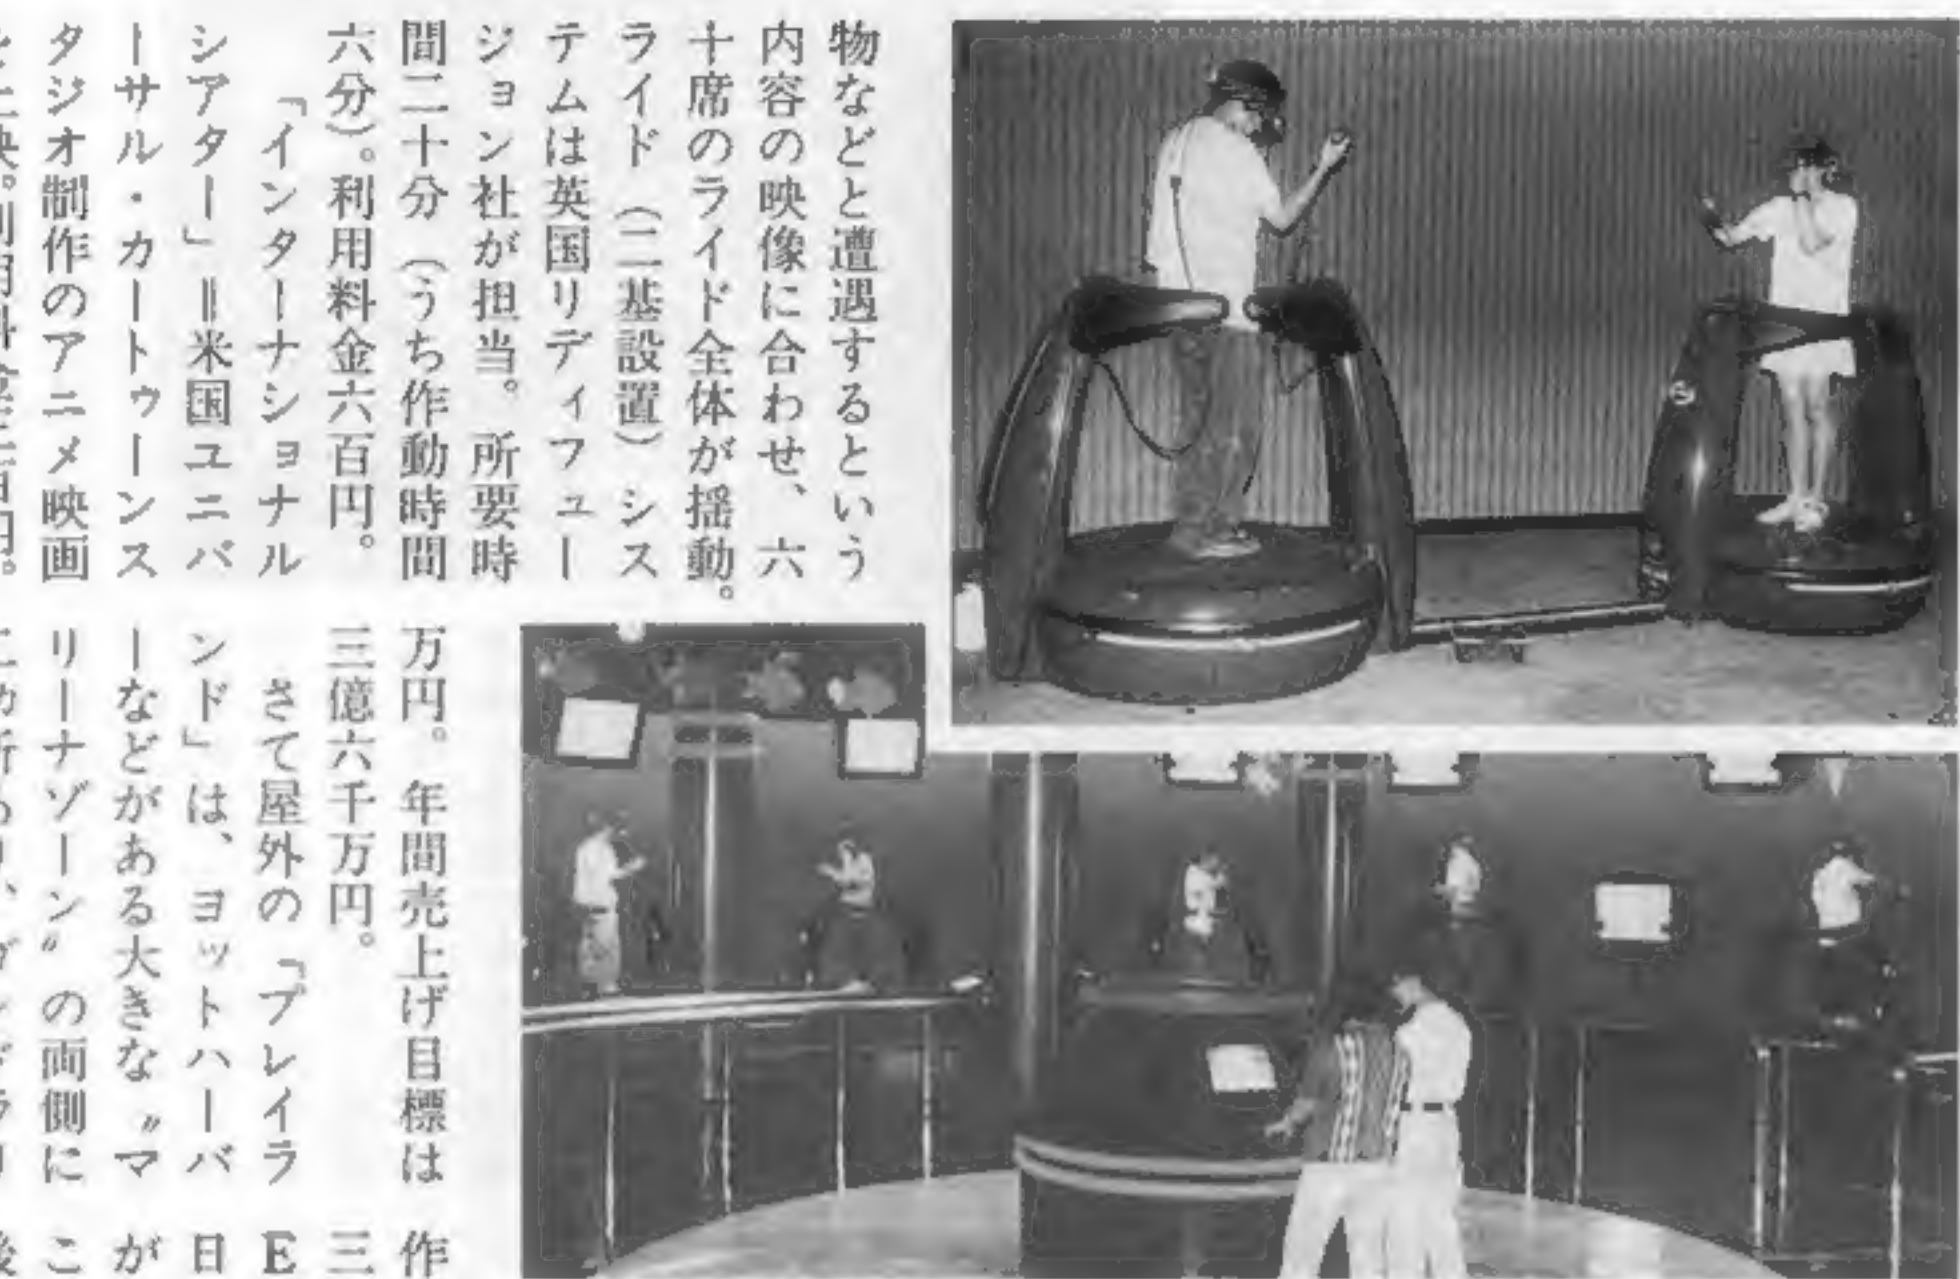 物などと遭遇するという
内容の映像に合わせ、六
十席のライド全体が揺動。
ライド（二基設置）シス
テムは英国リディフュー
ジョン社が担当。所要時
間二十分（うち作動時間
六分）。利用料金六百円。
「インターナショナル
シアター」＝米国ユニバ
ーサル・カートゥーンス
タジオ制作のアニメ映画
万円。年間売上げ目標は
三億六千万円。
さて屋外の「プレイラ
ンド」は、ヨットハーバ
ーなどがある大きな〝マ
リーナゾーン〟の両側に
作
三
E
日
が
こ